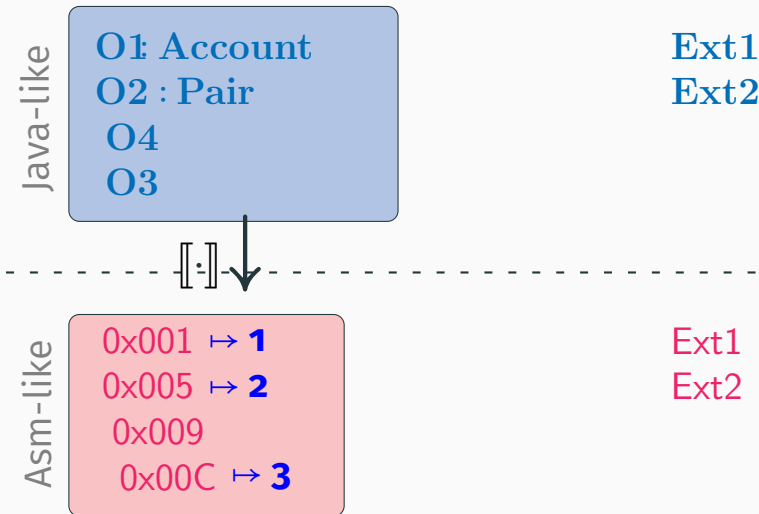 Java-like
O1: Account
O2 : Pair
O4
O3
Ext1
Ext2
⟦·⟧
Asm-like
0x001 ↦ 1
0x005 ↦ 2
0x009
0x00C ↦ 3
Ext1
Ext2